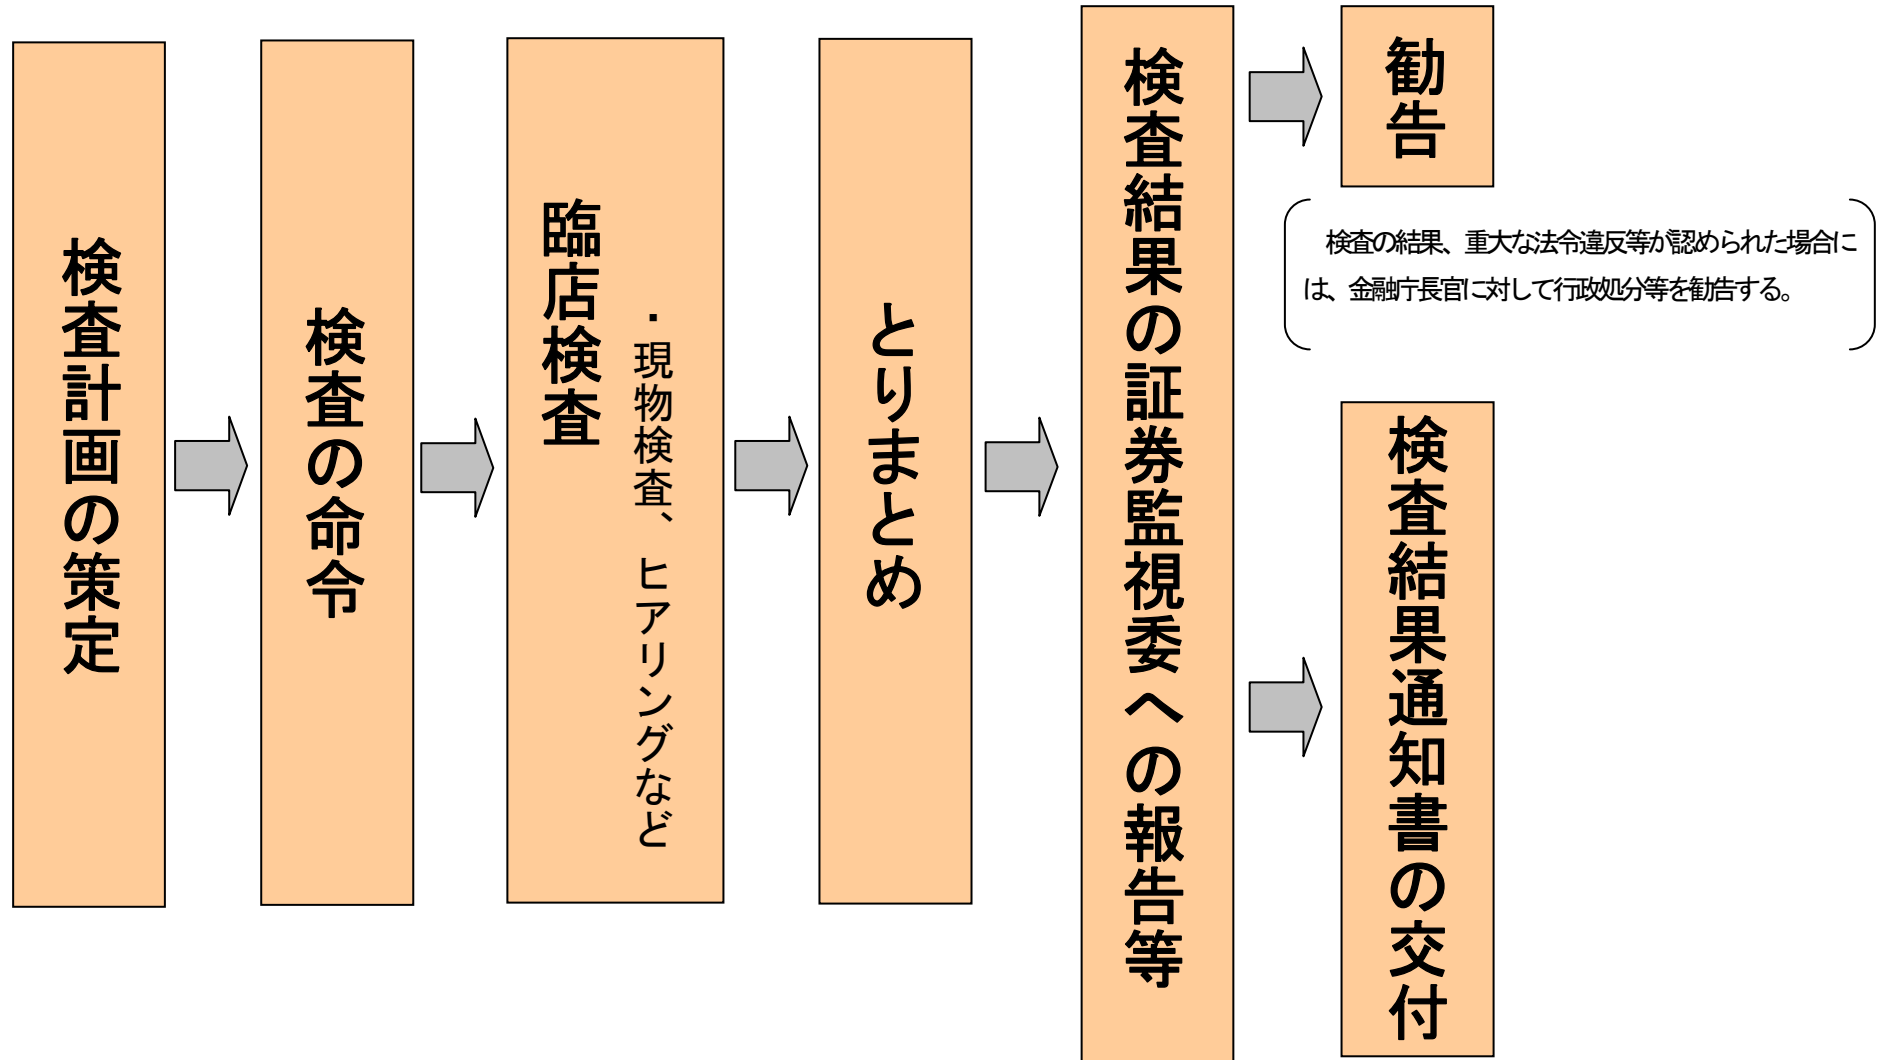 検査計画の策定
検査の命令
臨店検査
・現物検査、ヒアリングなど
とりまとめ
検査結果の証券監視委への報告等
勧告
検査の結果、重大な法令違反等が認められた場合に
は、金融庁長官に対して行政処分等を勧告する。
検査結果通知書の交付